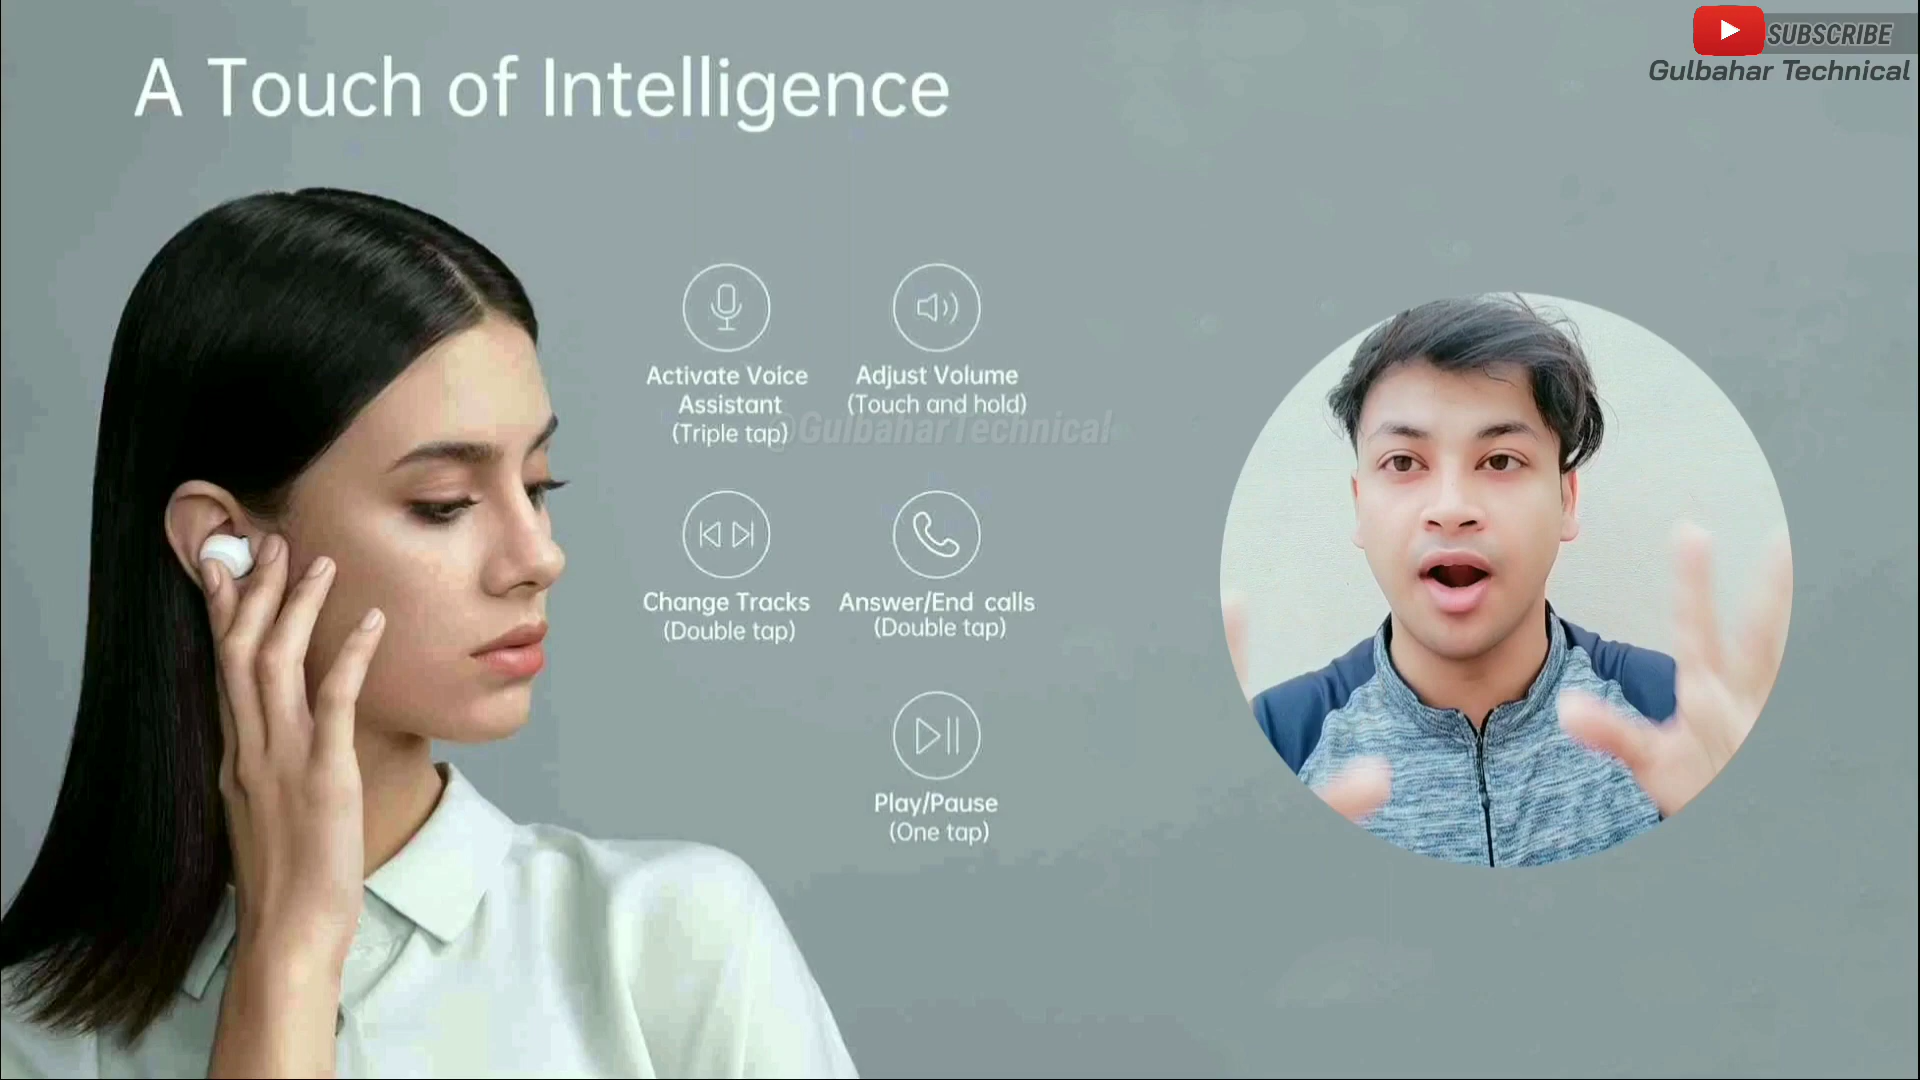 SUBSCRIBE
Gulbahar Technical
A Touch of Intelligence
Activate Voice
Assistant
(Triple tap)
Adjust Volume
(Touch and hold)
@GulbaharTechnical
Change Tracks
(Double tap)
Answer/End calls
(Double tap)
Play/Pause
(One tap)